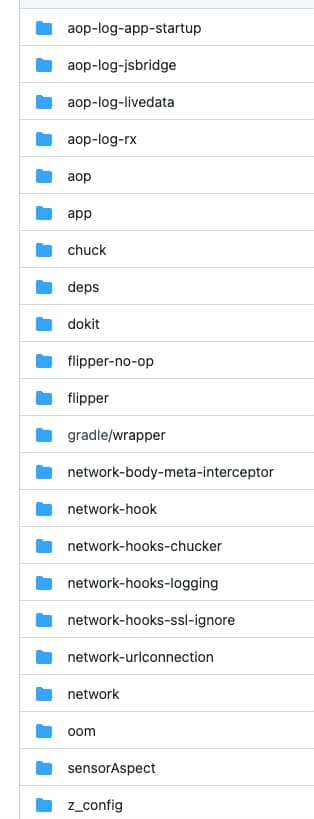 aop-log-app-startup
aop-log-jsbridge
aop-log-livedata
aop-log-rx
aop
app
chuck
deps
dokit
flipper-no-op
flipper
gradle/wrapper
network-body-meta-interceptor
network-hook
network-hooks-chucker
network-hooks-logging
network-hooks-ssl-ignore
network-urlconnection
network
oom
sensorAspect
z_config